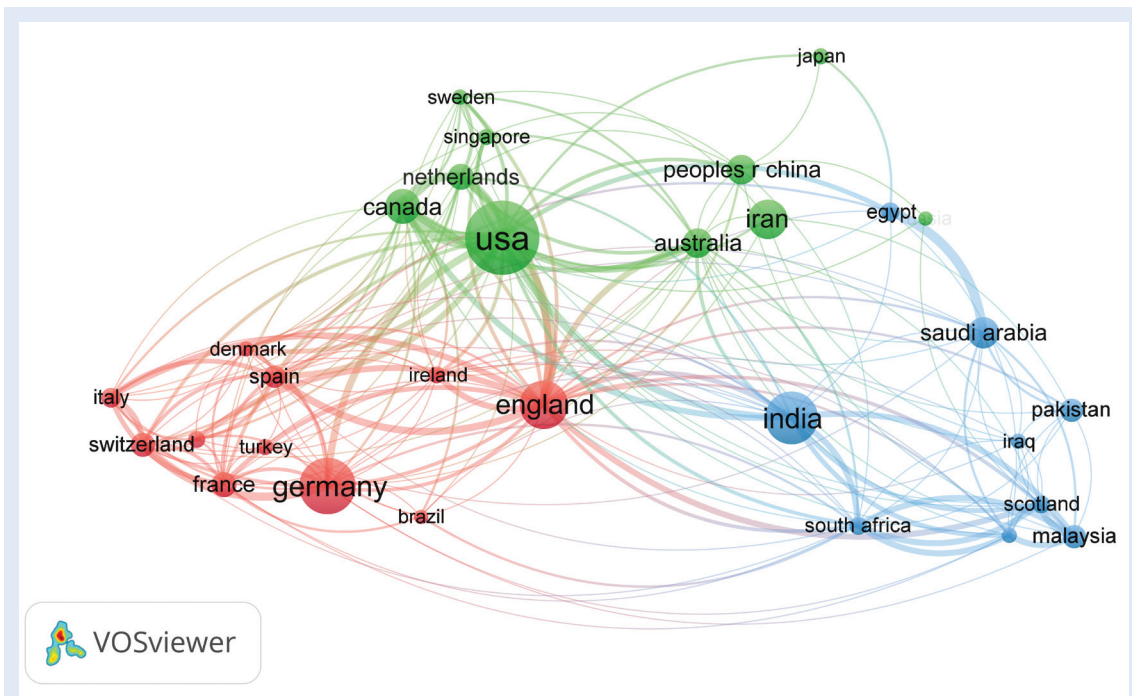 japan
sweden
singapore
netherlands
peoples r china
canada
usa
iran
egypt
australia
saudi arabia
denmark
spain
ireland
italy
england
india
pakistan
switzerland
turkey
iraq
france
germany
brazil
scotland
south africa
malaysia
VOSviewer